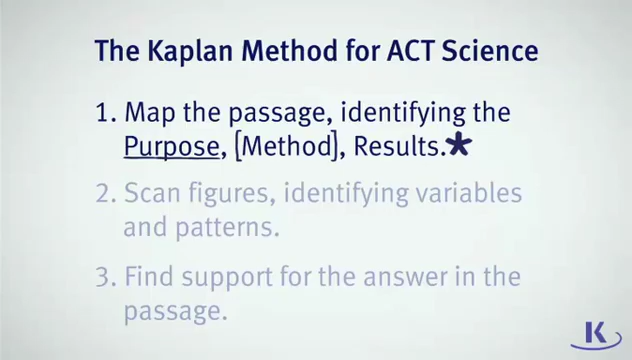 The Kaplan Method for ACT Science
1. Map the passage, identifying the
Purpose, [Method], Results.*
2. Scan figures, identifying variables
and patterns.
3. Find support for the answer in the
passage.
K